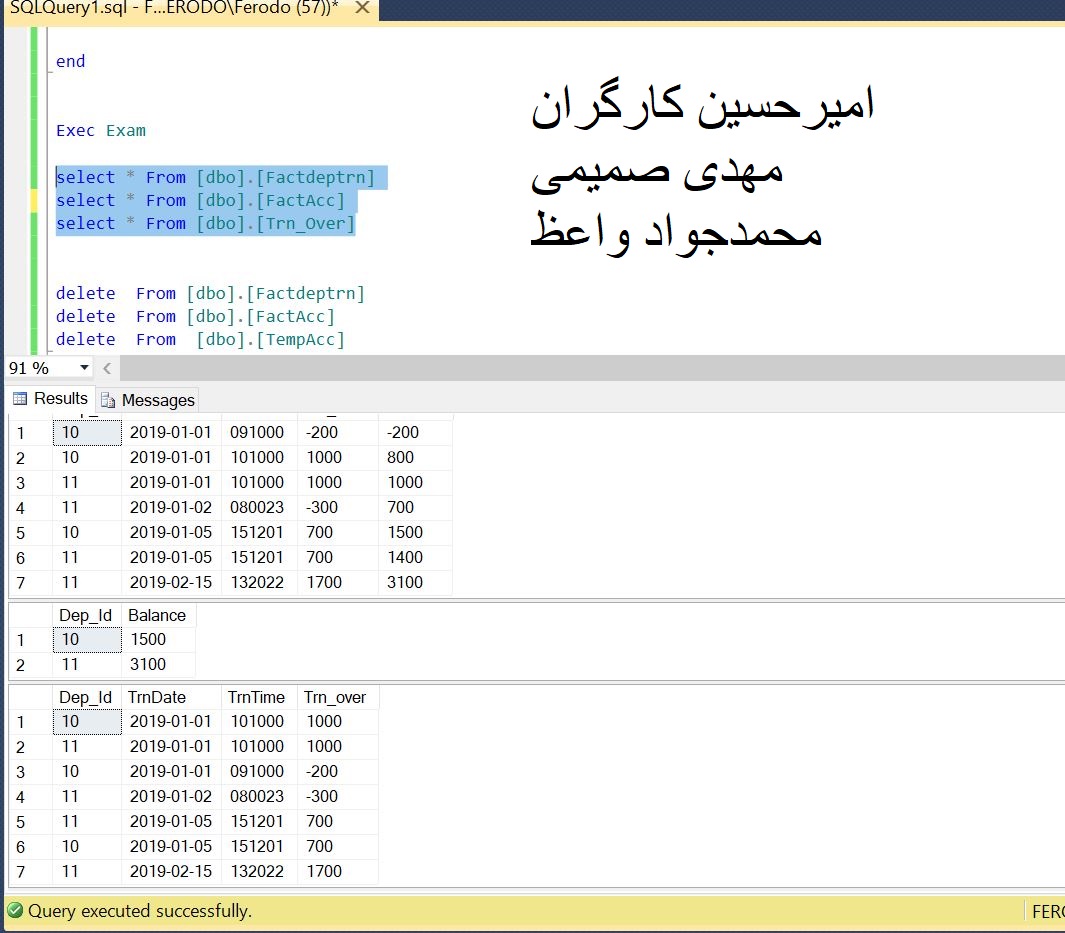 SQLQuery1.sql - F...ERODO\Ferodo (57))*
end
Exec Exam
select * From [dbo].[Factdeptrn]
select * From [dbo].[FactAcc]
select * From [dbo].[Trn_Over]
delete  From [dbo].[Factdeptrn]
delete  From [dbo].[FactAcc]
delete  From  [dbo].[TempAcc]
امیرحسین کارگران
مهدی صمیمی
محمدجواد واعظ
91 %
Results Messages
1 10 2019-01-01 091000 -200 -200
2 10 2019-01-01 101000 1000 800
3 11 2019-01-01 101000 1000 1000
4 11 2019-01-02 080023 -300 700
5 10 2019-01-05 151201 700 1500
6 11 2019-01-05 151201 700 1400
7 11 2019-02-15 132022 1700 3100
Dep_Id Balance
1 10 1500
2 11 3100
Dep_Id TrnDate TrnTime Trn_over
1 10 2019-01-01 101000 1000
2 11 2019-01-01 101000 1000
3 10 2019-01-01 091000 -200
4 11 2019-01-02 080023 -300
5 11 2019-01-05 151201 700
6 10 2019-01-05 151201 700
7 11 2019-02-15 132022 1700
Query executed successfully.